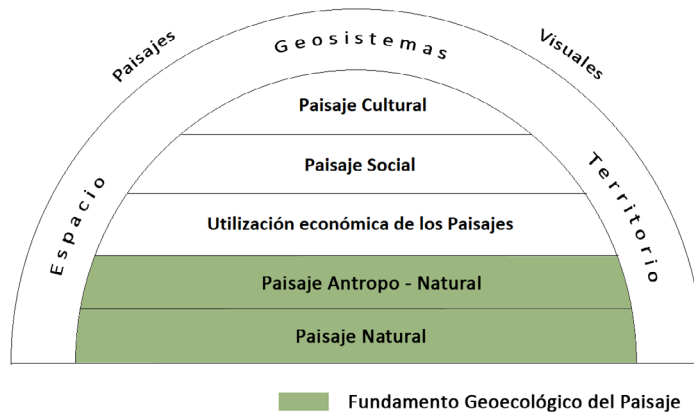 Paisajes
Visuales
Geosistemas
Espacio
Territorio
Paisaje Cultural
Paisaje Social
Utilización económica de los Paisajes
Paisaje Antropo - Natural
Paisaje Natural
Fundamento Geoecológico del Paisaje